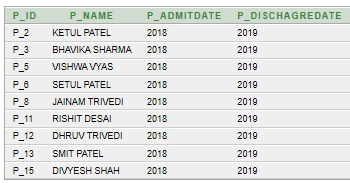 P_ID P_NAME P_ADMITDATE P_DISCHAGREDATE
P_2 KETUL PATEL 2018 2019
P_3 BHAVIKA SHARMA 2018 2019
P_5 VISHWA VYAS 2018 2019
P_6 SETUL PATEL 2018 2019
P_8 JAINAM TRIVEDI 2018 2019
P_11 RISHIT DESAI 2018 2019
P_12 DHRUV TRIVEDI 2018 2019
P_13 SMIT PATEL 2018 2019
P_15 DIVYESH SHAH 2018 2019